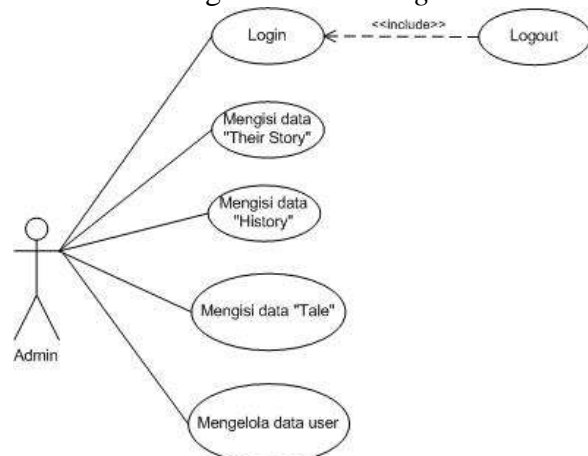 Login
<<include>>
Logout
Mengisi data
"Their Story"
Mengisi data
"History"
Mengisi data "Tale"
Admin
Mengelola data user